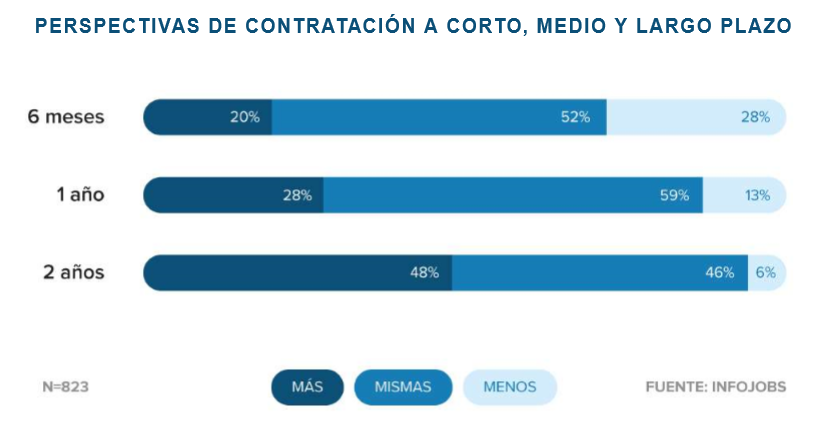 PERSPECTIVAS DE CONTRATACIÓN A CORTO, MEDIO Y LARGO PLAZO
6 meses 20% 52% 28%
1 año 28% 59% 13%
2 años 48% 46% 6%
N=823 MÁS MISMAS MENOS FUENTE: INFOJOBS